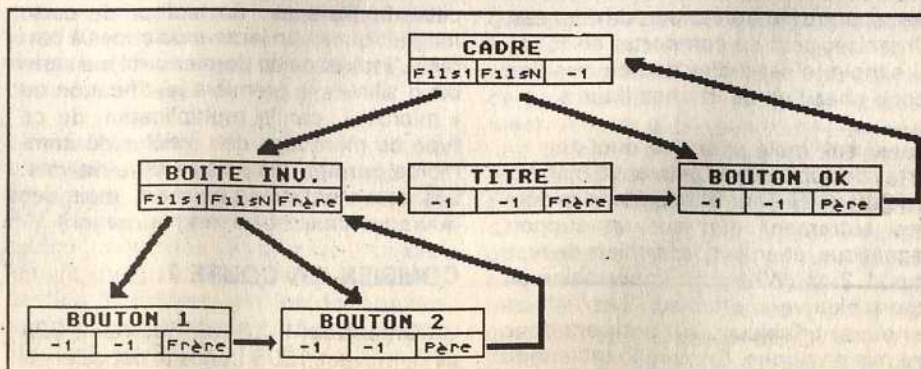 CADRE
Fils1 FilsN -1
BOITE INV.
Fils1 FilsN Frère
TITRE
-1 -1 Frère
BOUTON OK
-1 -1 Père
BOUTON 1
-1 -1 Frère
BOUTON 2
-1 -1 Père